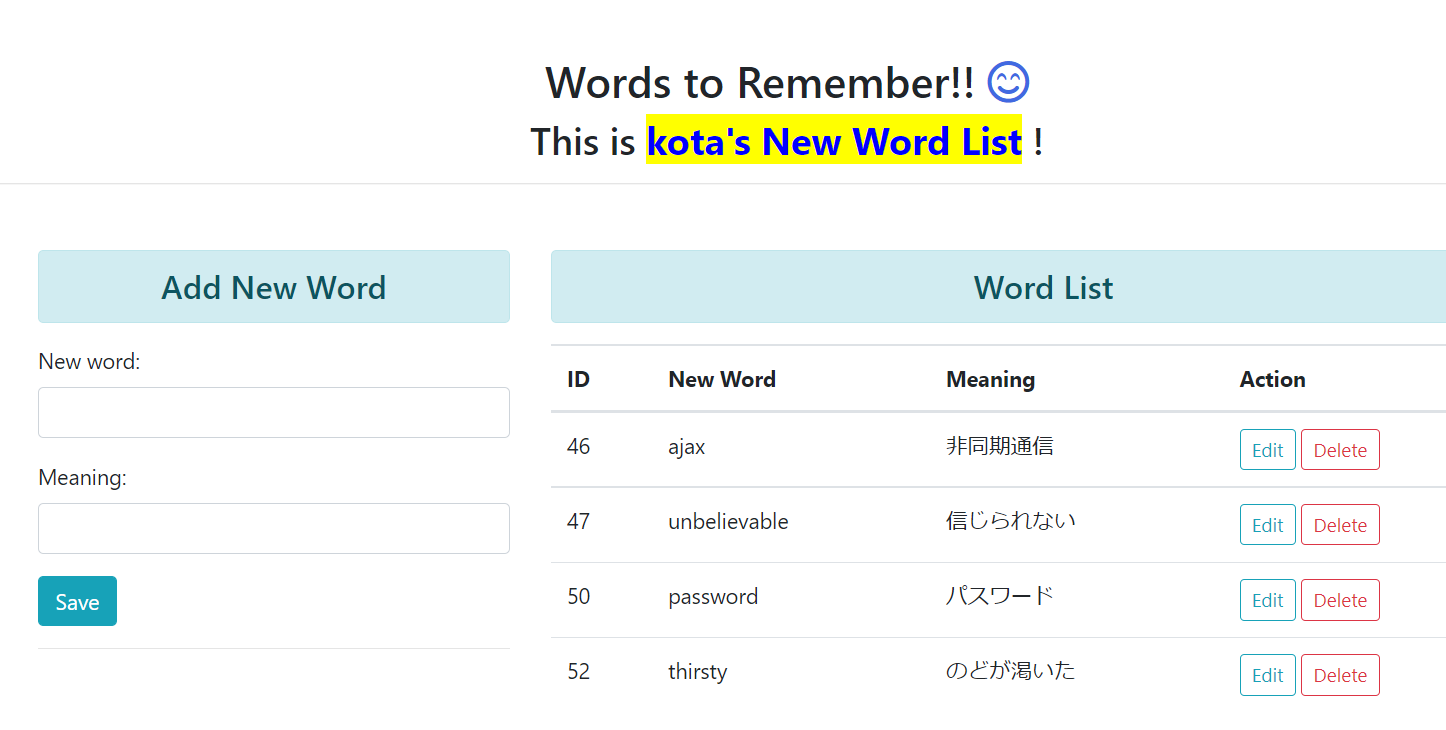 Words to Remember!! 😊
This is kota's New Word List !
Add New Word
New word:
Meaning:
Save
Word List
ID New Word Meaning Action
46 ajax 非同期通信 Edit Delete
47 unbelievable 信じられない Edit Delete
50 password パスワード Edit Delete
52 thirsty のどが渇いた Edit Delete